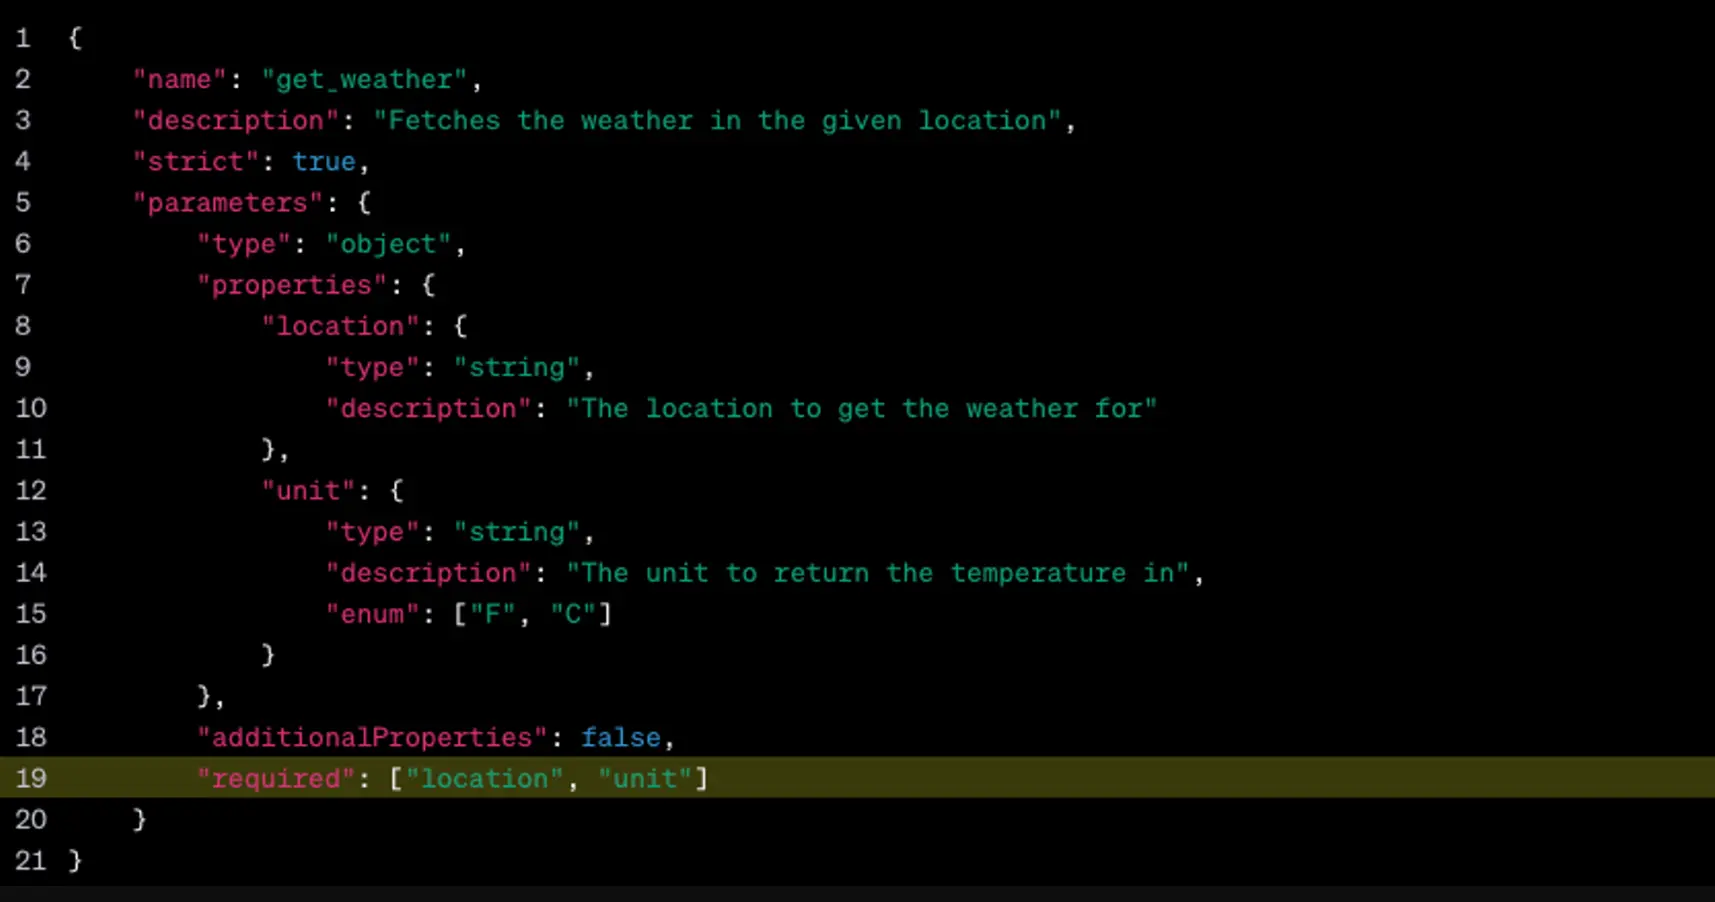 1 {
2     "name": "get_weather",
3     "description": "Fetches the weather in the given location",
4     "strict": true,
5     "parameters": {
6         "type": "object",
7         "properties": {
8             "location": {
9                 "type": "string",
10                 "description": "The location to get the weather for"
11             },
12             "unit": {
13                 "type": "string",
14                 "description": "The unit to return the temperature in",
15                 "enum": ["F", "C"]
16             }
17         },
18         "additionalProperties": false,
19         "required": ["location", "unit"]
20     }
21 }